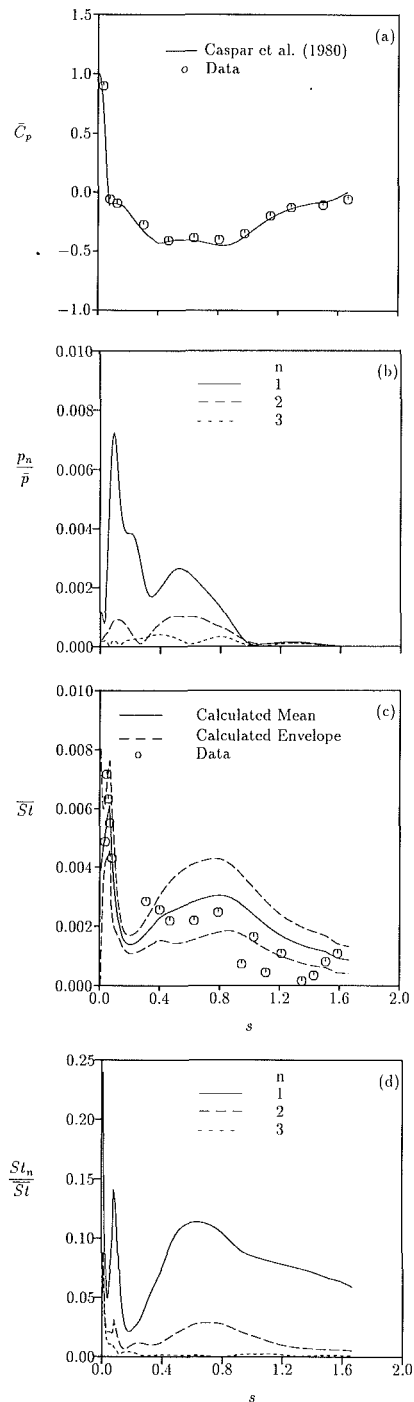 1.5
(a)
Caspar et al. (1980)
Data
1.0
0.5
C̄p
0.0
−0.5
−1.0
0.010
(b)
n
1
2
3
0.008
0.006
pn
p̄
0.004
0.002
0.000
0.010
(c)
Calculated Mean
Calculated Envelope
Data
0.008
0.006
St
0.004
0.002
0.000
0.0 0.4 0.8 1.2 1.6 2.0
s
0.25
(d)
n
1
2
3
0.20
0.15
Stn
St
0.10
0.05
0.00
0.0 0.4 0.8 1.2 1.6 2.0
s